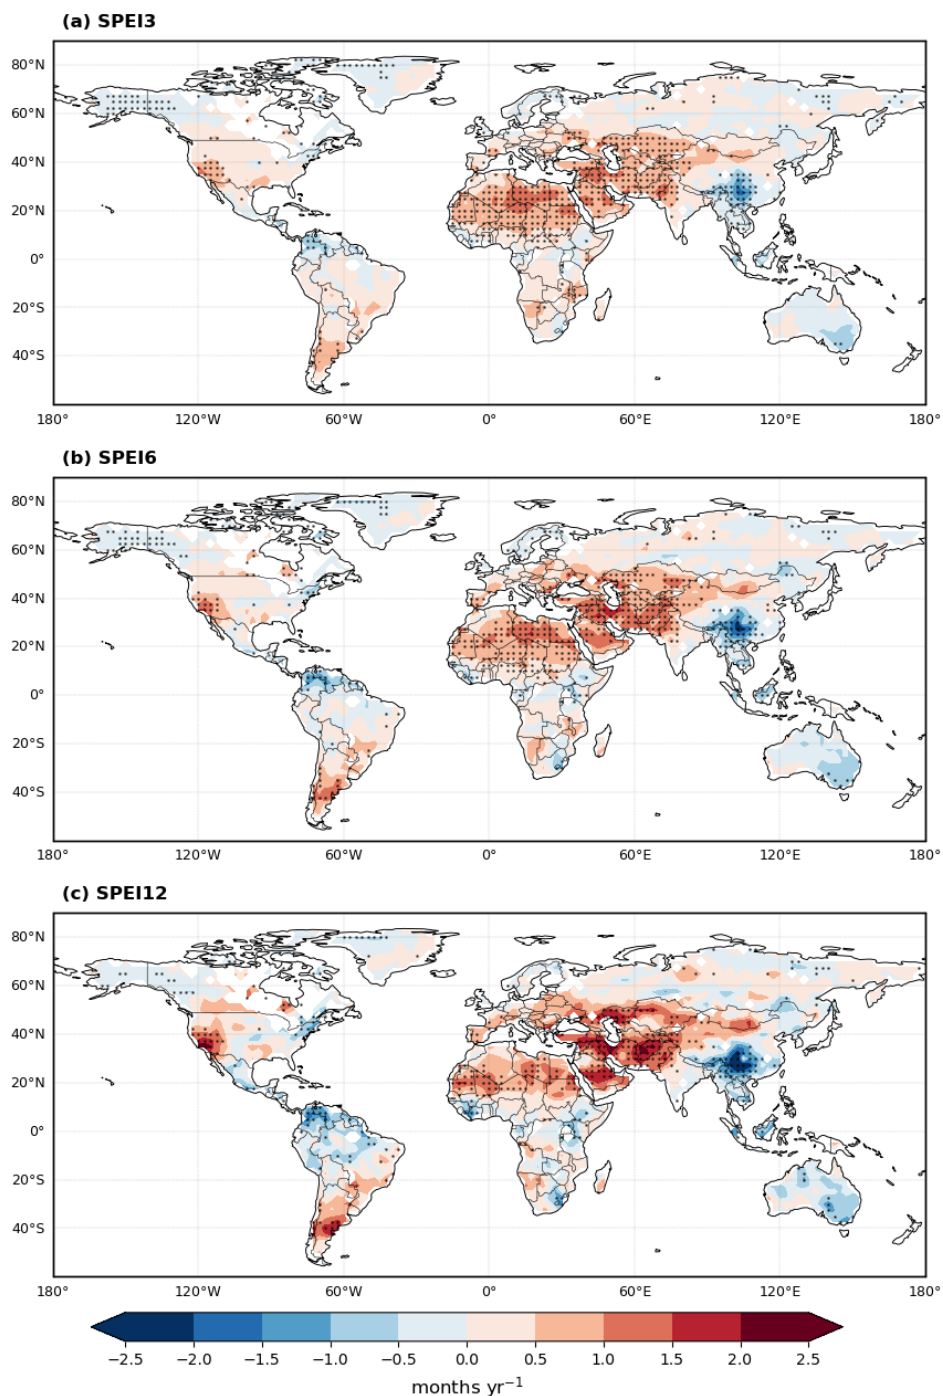 (a) SPEI3
80°N
60°N
40°N
20°N
0°
20°S
40°S
180° 120°W 60°W 0° 60°E 120°E 180°
(b) SPEI6
80°N
60°N
40°N
20°N
0°
20°S
40°S
180° 120°W 60°W 0° 60°E 120°E 180°
(c) SPEI12
80°N
60°N
40°N
20°N
0°
20°S
40°S
180° 120°W 60°W 0° 60°E 120°E 180°
−2.5 −2.0 −1.5 −1.0 −0.5 0.0 0.5 1.0 1.5 2.0 2.5
months yr⁻¹